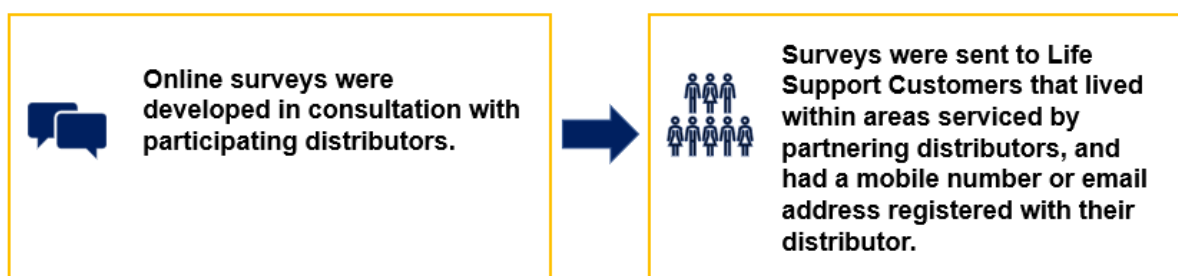 Online surveys were
developed in consultation with
participating distributors.
Surveys were sent to Life
Support Customers that lived
within areas serviced by
partnering distributors, and
had a mobile number or email
address registered with their
distributor.